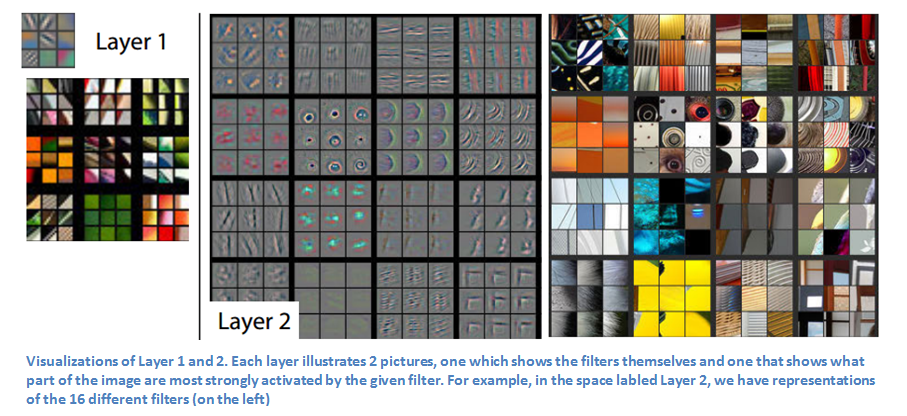 Layer 1
Layer 2
Visualizations of Layer 1 and 2. Each layer illustrates 2 pictures, one which shows the filters themselves and one that shows what
part of the image are most strongly activated by the given filter. For example, in the space labled Layer 2, we have representations
of the 16 different filters (on the left)